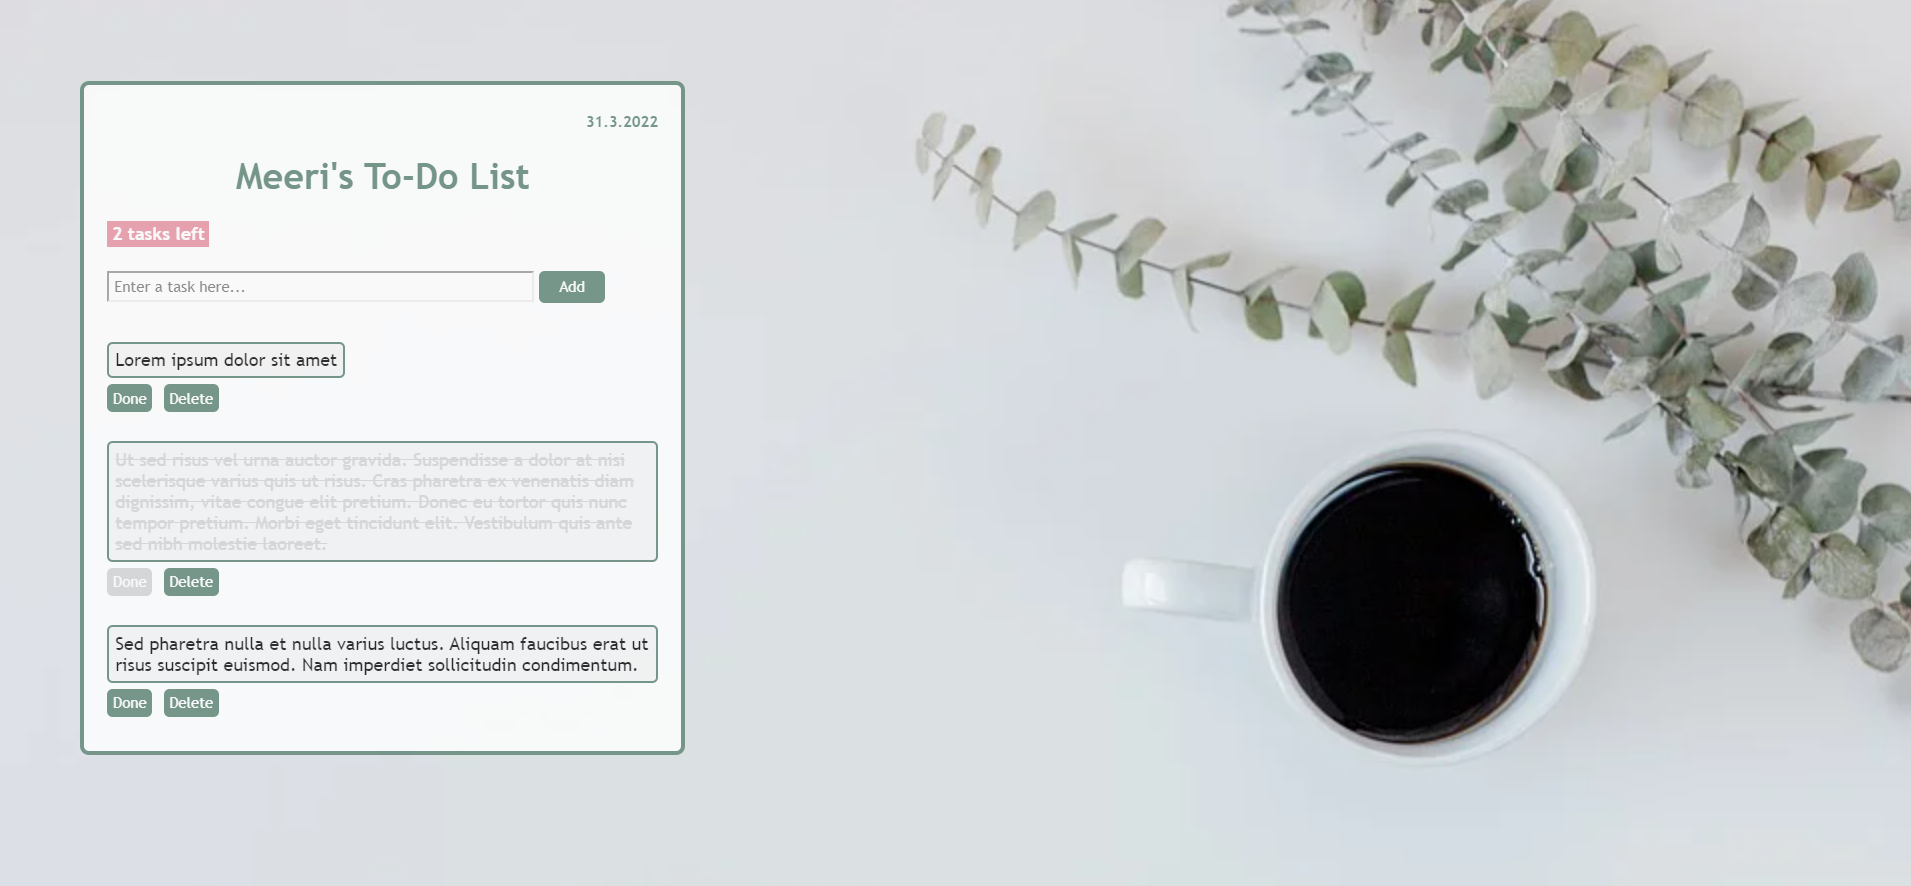 31.3.2022
Meeri's To-Do List
2 tasks left
Enter a task here...
Add
Lorem ipsum dolor sit amet
Done Delete
Ut sed risus vel urna auctor gravida. Suspendisse a dolor at nisi
scelerisque varius quis ut risus. Cras pharetra ex venenatis diam
dignissim, vitae congue elit pretium. Donec eu tortor quis nunc
tempor pretium. Morbi eget tincidunt elit. Vestibulum quis ante
sed nibh molestie laoreet.
Done Delete
Sed pharetra nulla et nulla varius luctus. Aliquam faucibus erat ut
risus suscipit euismod. Nam imperdiet sollicitudin condimentum.
Done Delete